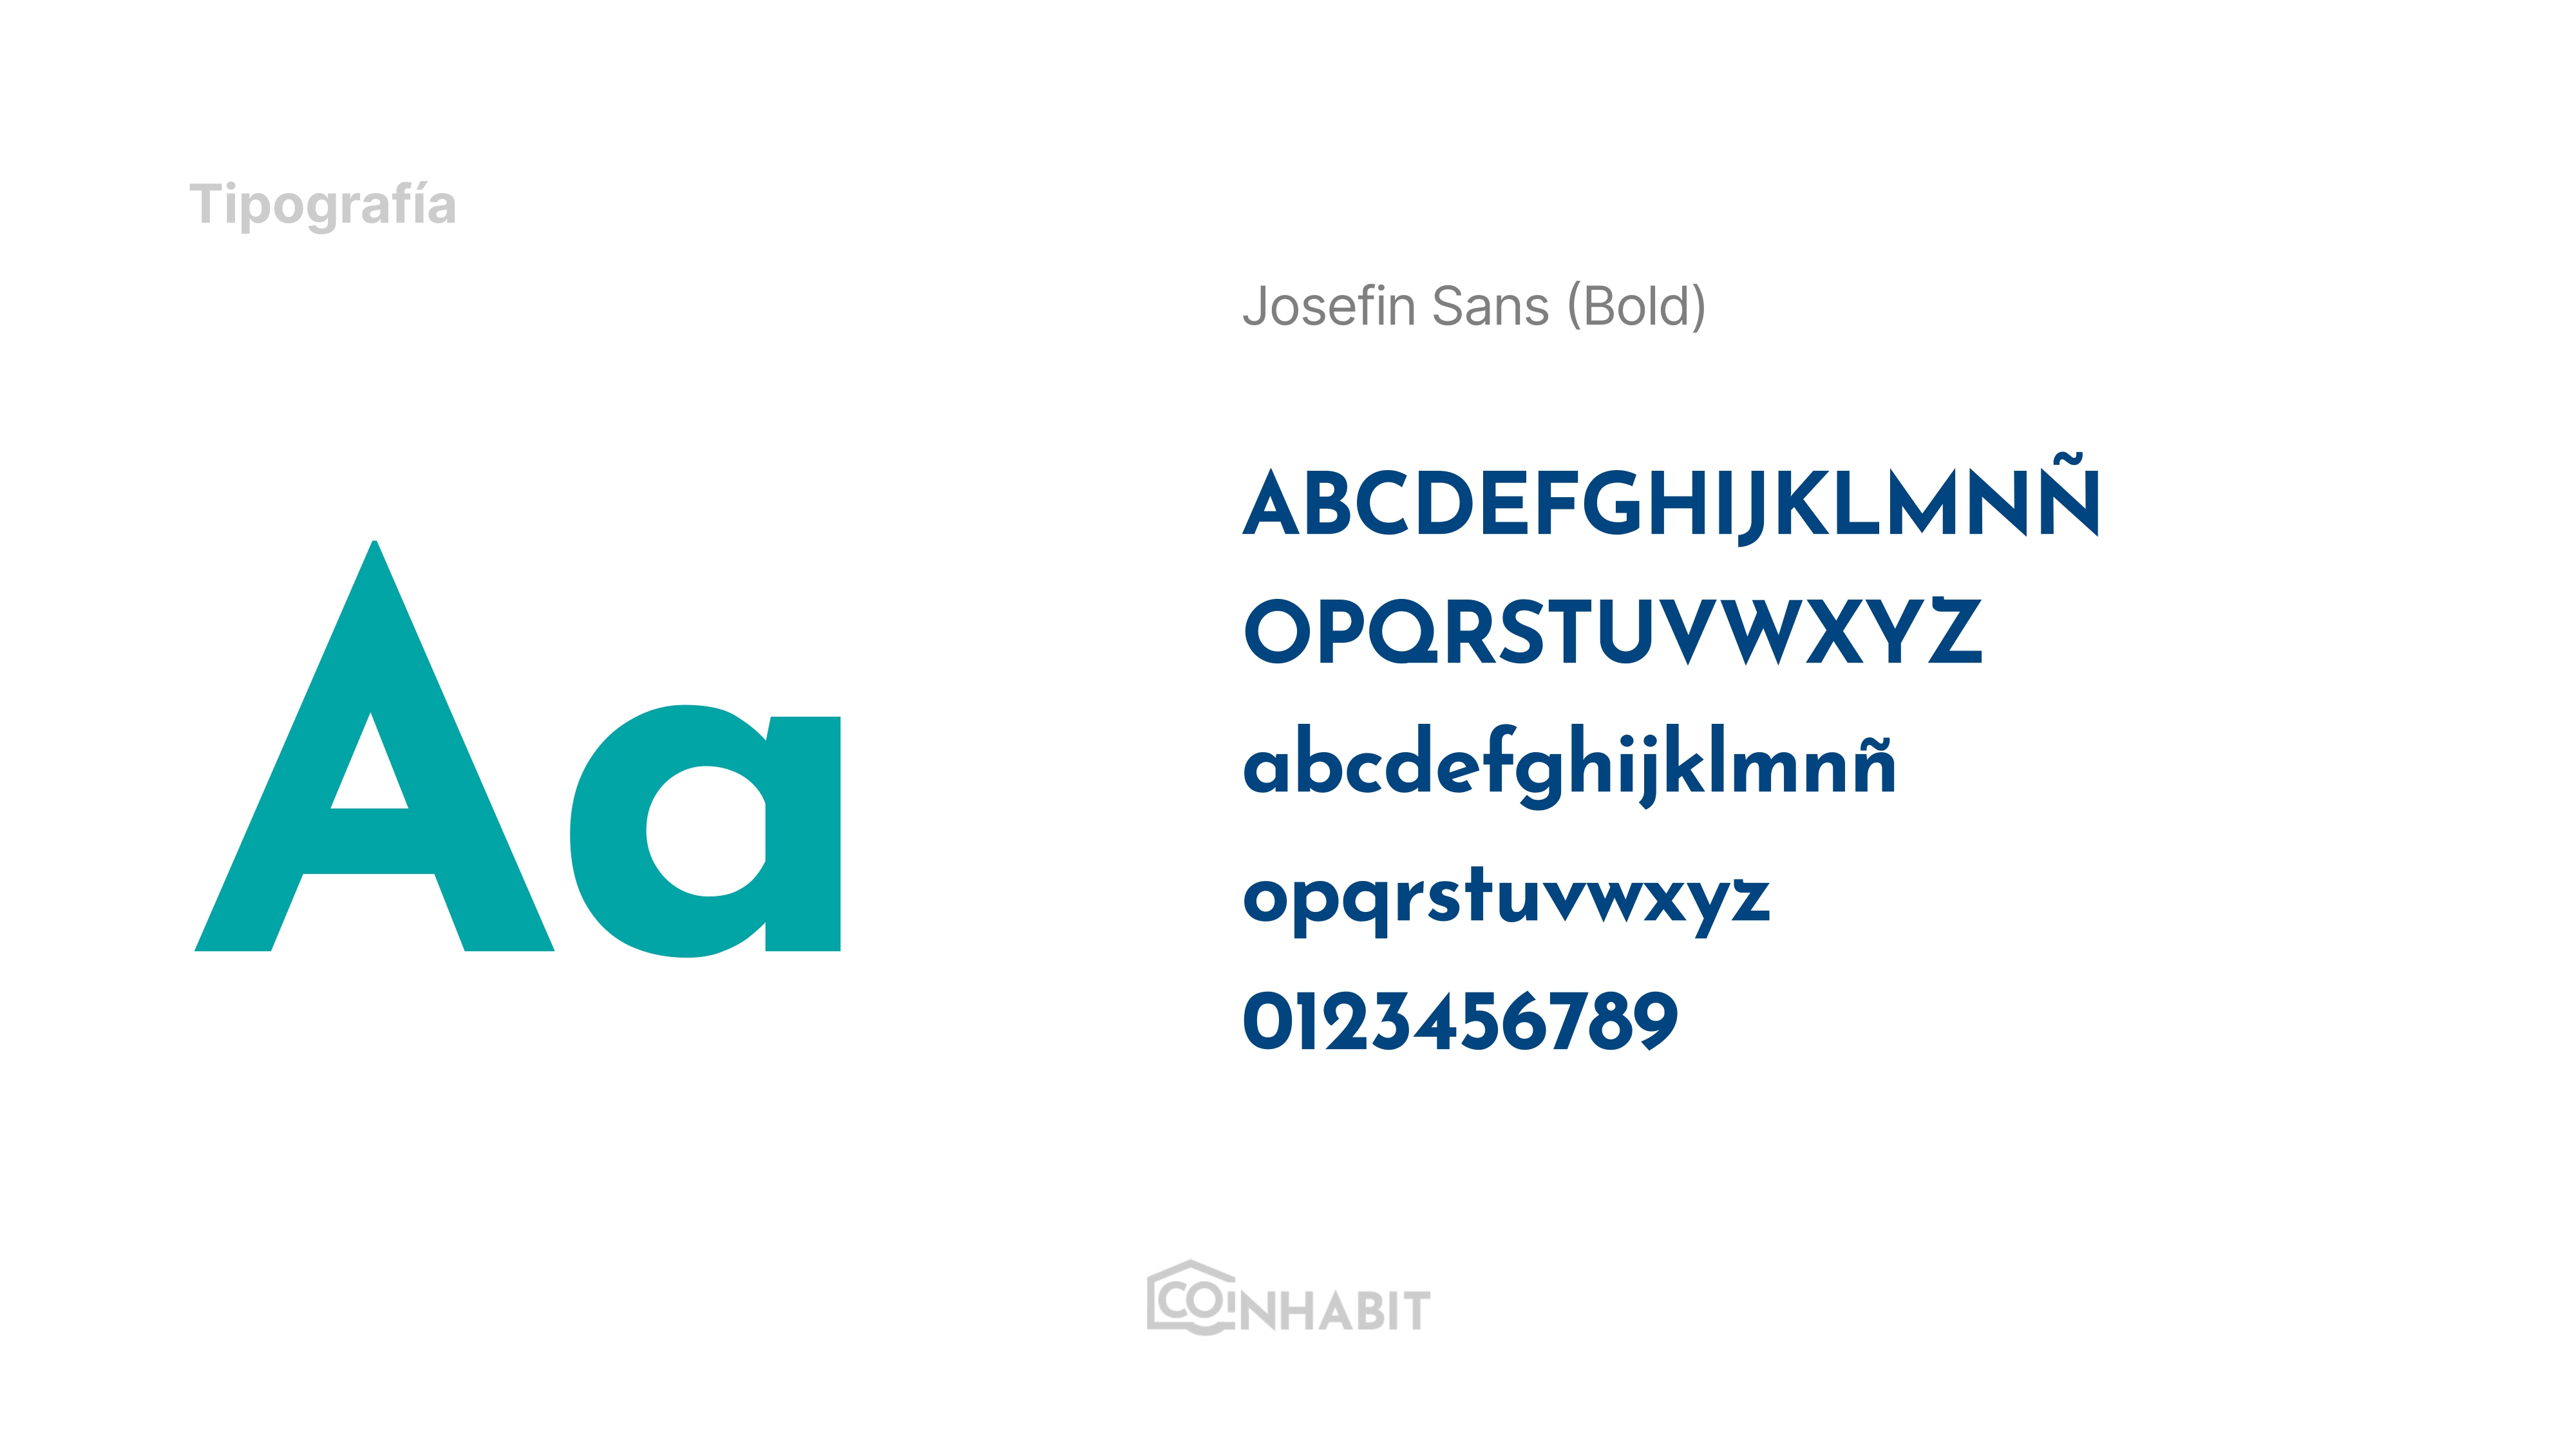 Tipografía
Josefin Sans (Bold)
Aa
ABCDEFGHIJKLMNÑ
OPQRSTUVWXYZ
abcdefghijklmnñ
opqrstuvwxyz
0123456789
COINHABIT